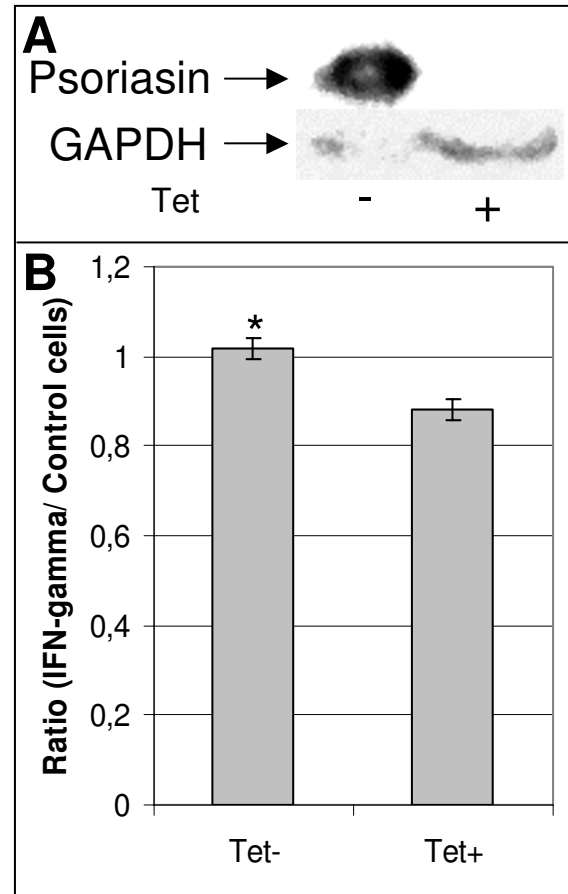 A
Psoriasin
GAPDH
Tet - +
B
Ratio (IFN-gamma/ Control cells)
1,2
1
0,8
0,6
0,4
0,2
0
*
Tet- Tet+